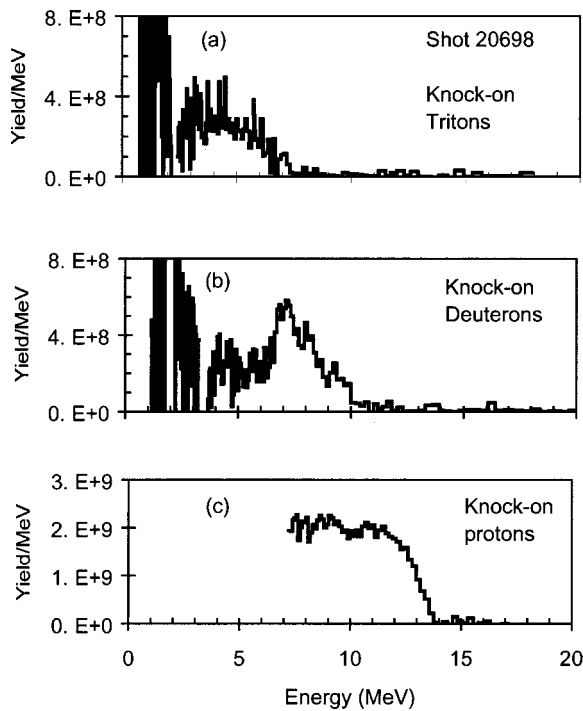 8. E+8
(a)
Shot 20698
Yield/MeV
4. E+8
Knock-on
Tritons
0. E+0
8. E+8
(b)
Knock-on
Deuterons
Yield/MeV
4. E+8
0. E+0
3. E+9
(c)
Knock-on
protons
Yield/MeV
2. E+9
1. E+9
0. E+0
0 5 10 15 20
Energy (MeV)